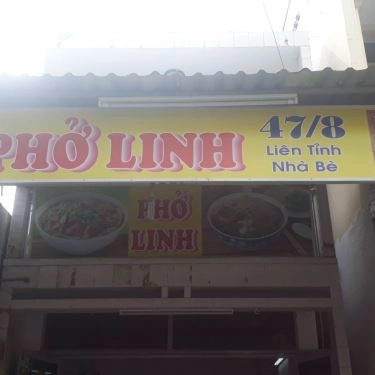 PHỞ LINH
47/8
Liên Tỉnh
Nhà Bè
PHỞ
LINH